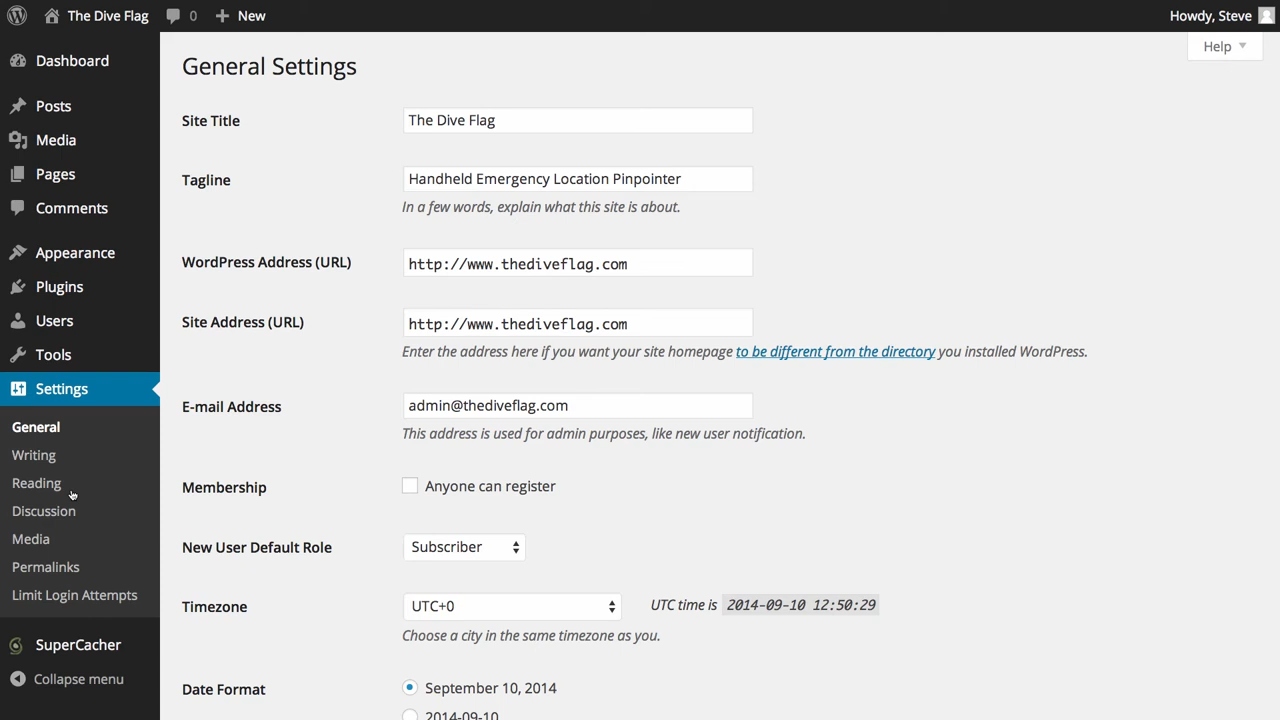 The Dive Flag 0 New Howdy, Steve
Help
Dashboard
Posts
Media
Pages
Comments
Appearance
Plugins
Users
Tools
Settings
General
Writing
Reading
Discussion
Media
Permalinks
Limit Login Attempts
SuperCacher
Collapse menu
General Settings
Site Title The Dive Flag
Tagline Handheld Emergency Location Pinpointer
In a few words, explain what this site is about.
WordPress Address (URL) http://www.thediveflag.com
Site Address (URL) http://www.thediveflag.com
Enter the address here if you want your site homepage to be different from the directory you installed WordPress.
E-mail Address admin@thediveflag.com
This address is used for admin purposes, like new user notification.
Membership Anyone can register
New User Default Role Subscriber
Timezone UTC+0 UTC time is 2014-09-10 12:50:29
Choose a city in the same timezone as you.
Date Format September 10, 2014
2014-09-10